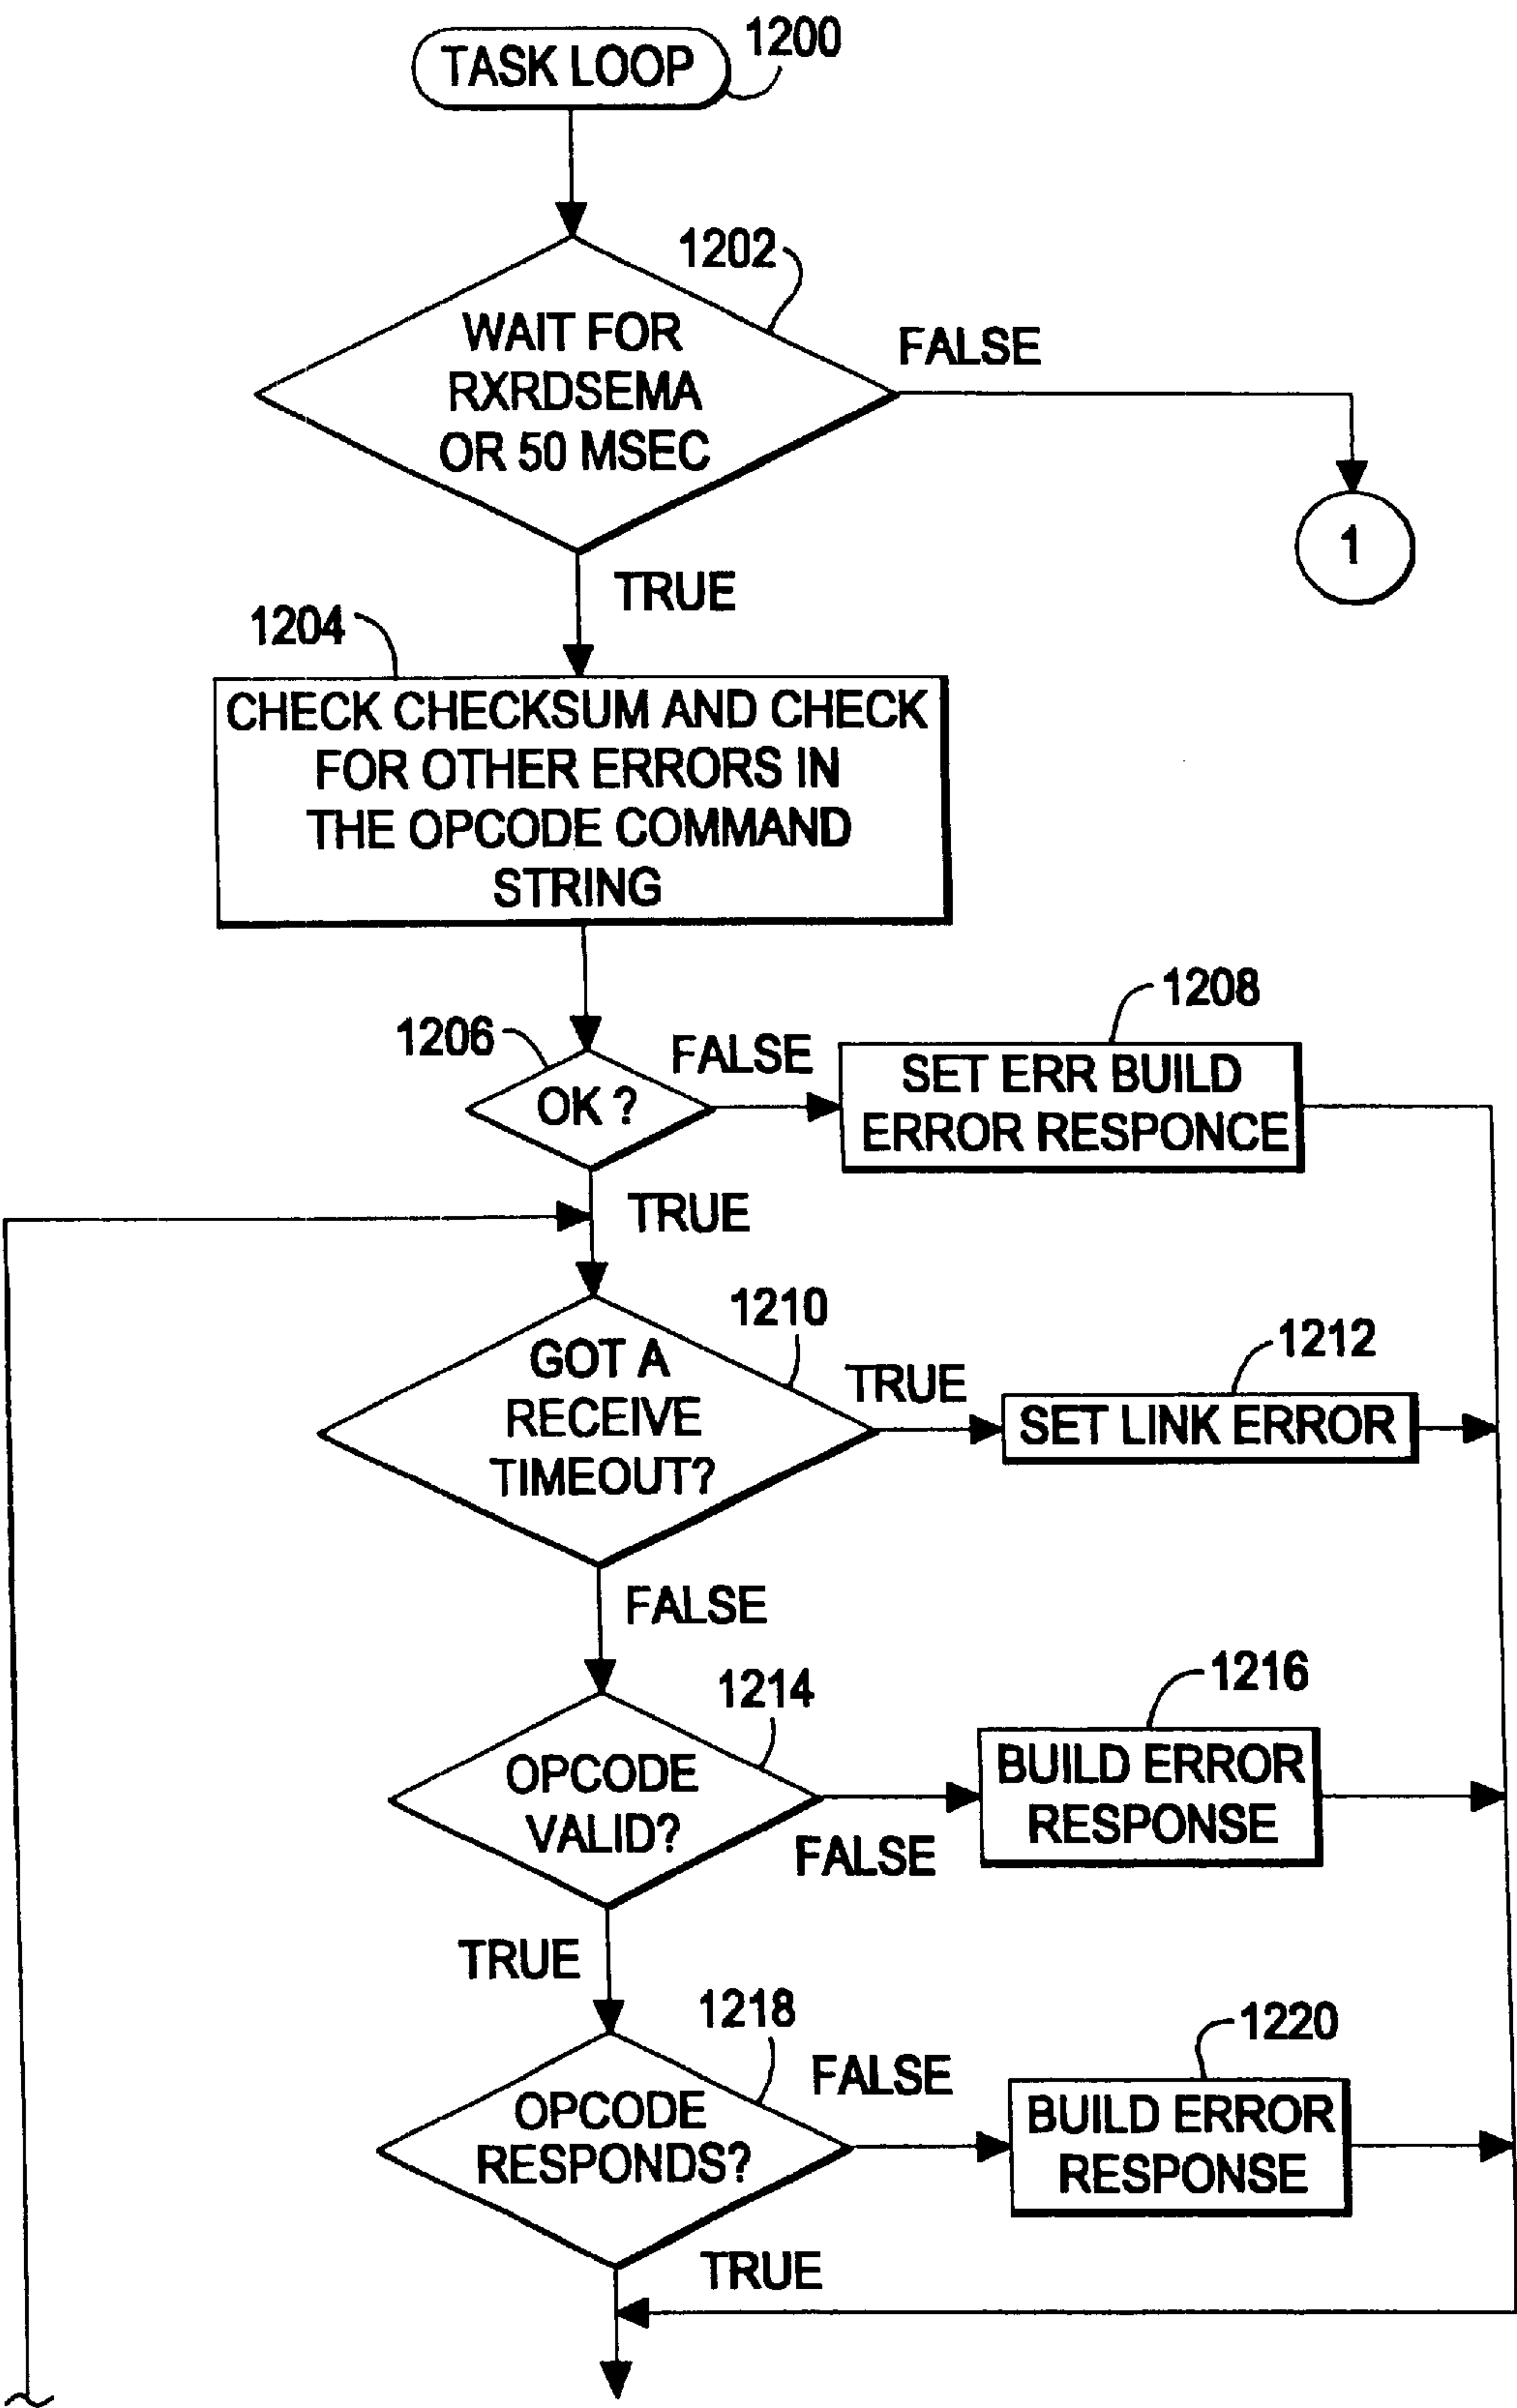 TASK LOOP
1200
1202
WAIT FOR
RXRDSEMA
OR 50 MSEC
FALSE
1
TRUE
1204
CHECK CHECKSUM AND CHECK
FOR OTHER ERRORS IN
THE OPCODE COMMAND
STRING
1206
OK ?
FALSE
1208
SET ERR BUILD
ERROR RESPONCE
TRUE
1210
GOT A
RECEIVE
TIMEOUT?
TRUE
1212
SET LINK ERROR
FALSE
1214
OPCODE
VALID?
FALSE
1216
BUILD ERROR
RESPONSE
TRUE
1218
OPCODE
RESPONDS?
FALSE
1220
BUILD ERROR
RESPONSE
TRUE